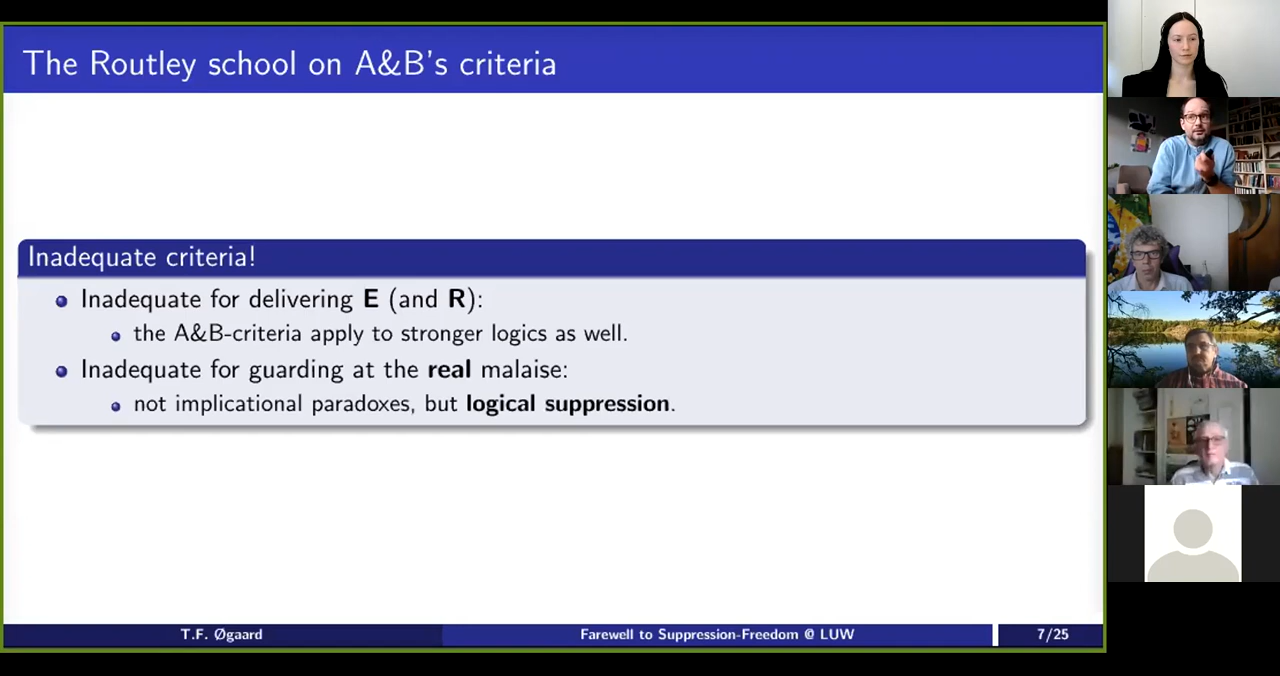 The Routley school on A&B's criteria
Inadequate criteria!
Inadequate for delivering E (and R):
the A&B-criteria apply to stronger logics as well.
Inadequate for guarding at the real malaise:
not implicational paradoxes, but logical suppression.
T.F. Øgaard
Farewell to Suppression-Freedom @ LUW
7/25